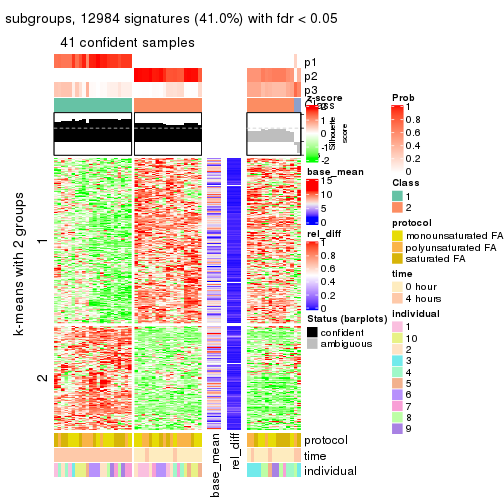 subgroups, 12984 signatures (41.0%) with fdr < 0.05
41 confident samples
p1
p2
p3
Class
Silhouette
score
k-means with 2 groups
1
2
base_mean
rel_diff
protocol
time
individual
z-score
2
1
0
-1
-2
base_mean
15
10
5
0
rel_diff
1
0.8
0.6
0.4
0.2
0
Status (barplots)
confident
ambiguous
Prob
1
0.8
0.6
0.4
0.2
0
Class
1
2
protocol
monounsaturated FA
polyunsaturated FA
saturated FA
time
0 hour
4 hours
individual
1
10
2
3
4
5
6
7
8
9